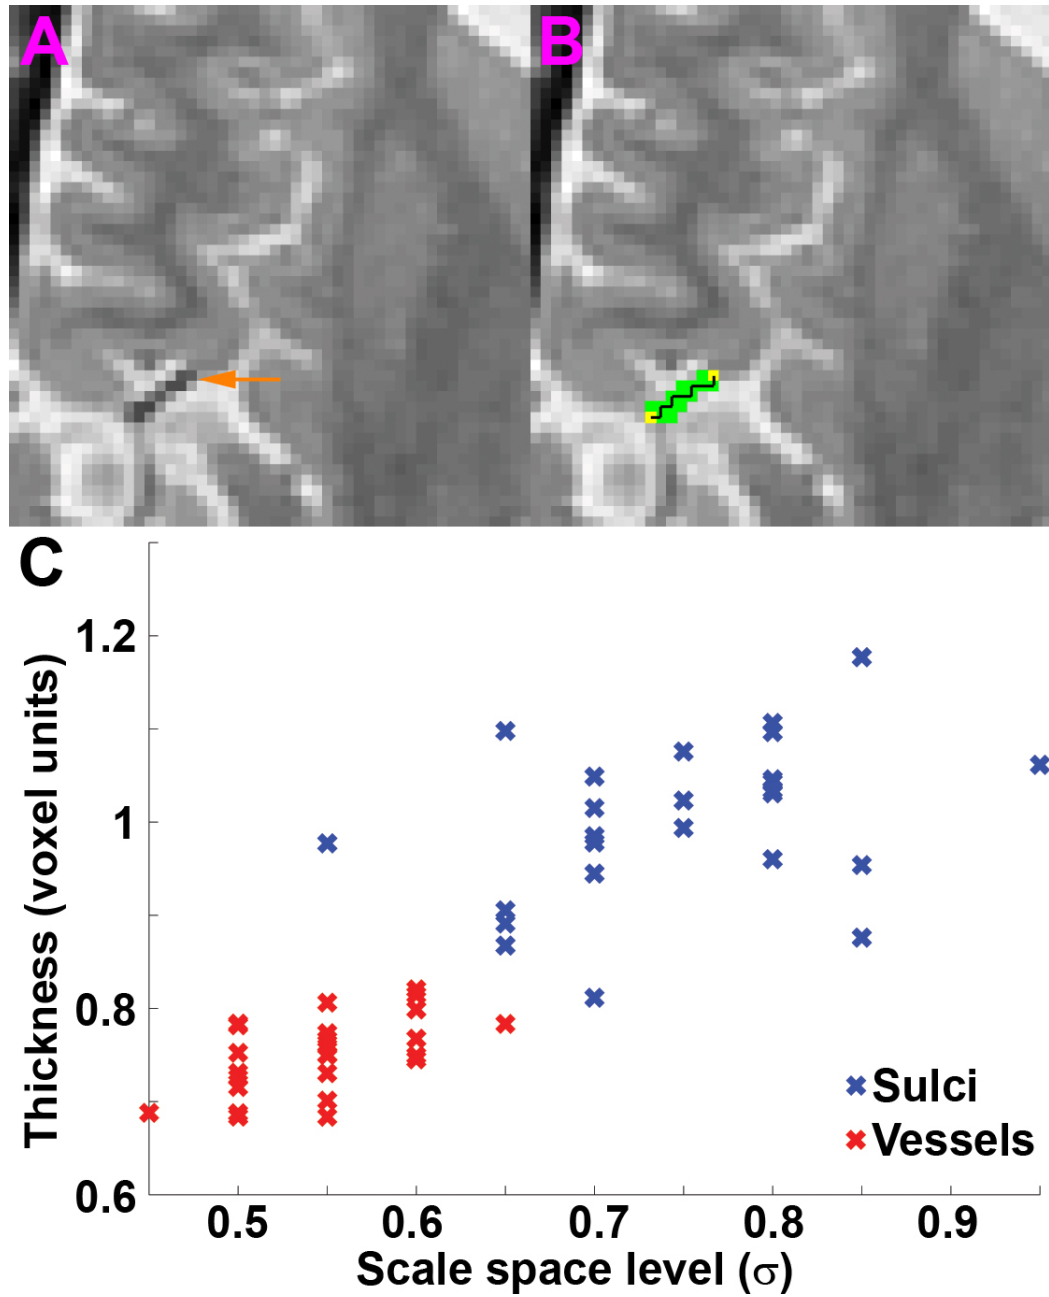 A
B
C
Thickness (voxel units)
1.2
1
0.8
0.6
0.5
0.6
0.7
0.8
0.9
Scale space level (σ)
Sulci
Vessels